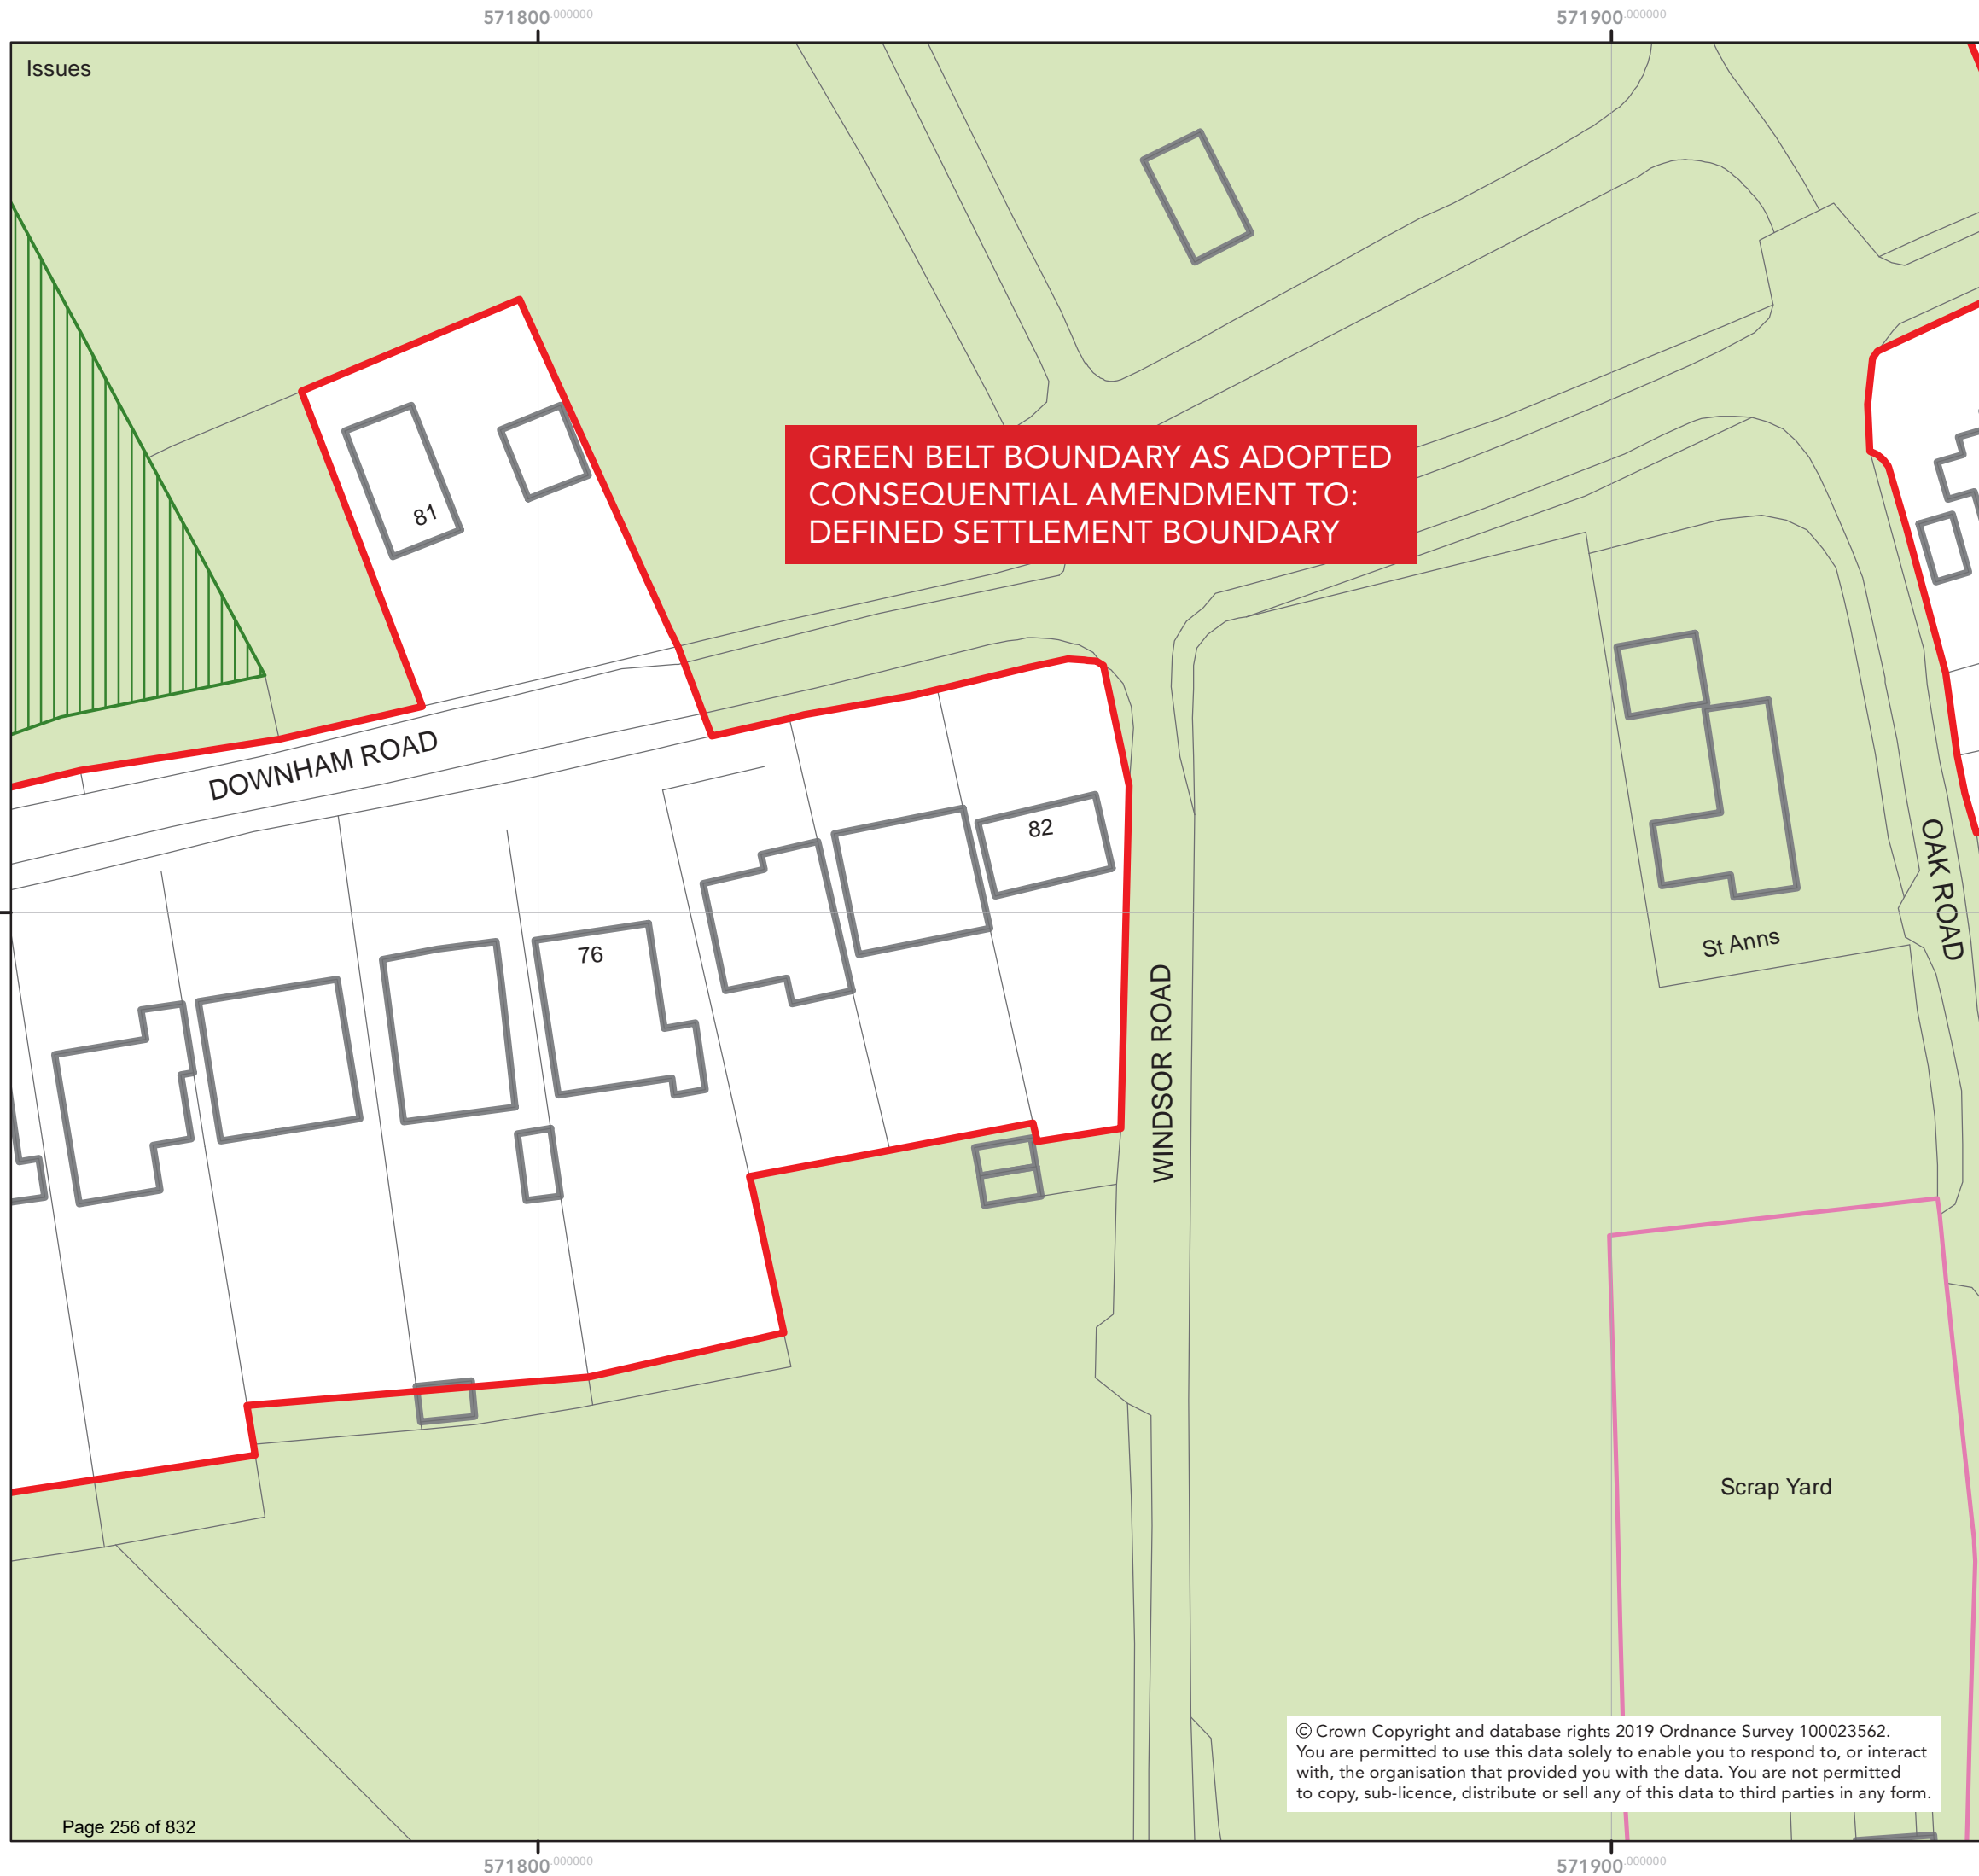 571800.000000
571900.000000
Issues
81
GREEN BELT BOUNDARY AS ADOPTED
CONSEQUENTIAL AMENDMENT TO:
DEFINED SETTLEMENT BOUNDARY
DOWNHAM ROAD
82
76
OAK ROAD
St Anns
WINDSOR ROAD
Scrap Yard
© Crown Copyright and database rights 2019 Ordnance Survey 100023562.
You are permitted to use this data solely to enable you to respond to, or interact
with, the organisation that provided you with the data. You are not permitted
to copy, sub-licence, distribute or sell any of this data to third parties in any form.
Page 256 of 832
571800.000000
571900.000000